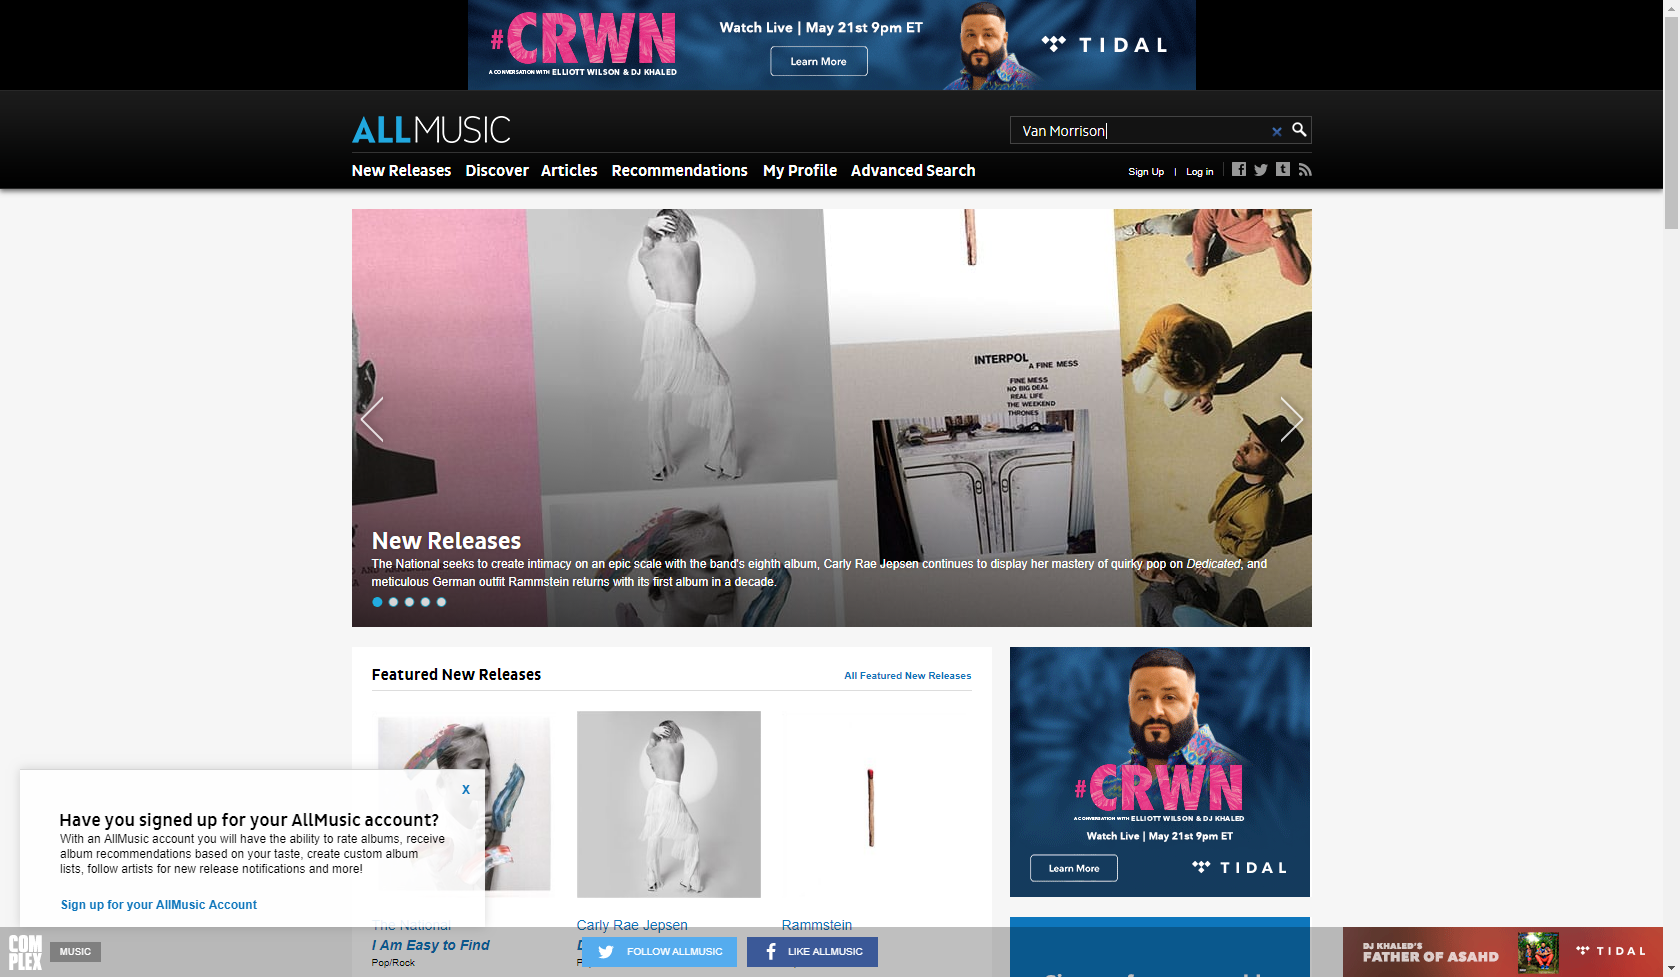 #CRWN
A CONVERSATION WITH ELLIOTT WILSON & DJ KHALED
Watch Live | May 21st 9pm ET
Learn More
TIDAL
ALLMUSIC
Van Morrison
x
New Releases Discover Articles Recommendations My Profile Advanced Search
Sign Up | Log in
INTERPOL
A FINE MESS
FINE MESS
NO BIG DEAL
REAL LIFE
THE WEEKEND
THRONES
New Releases
The National seeks to create intimacy on an epic scale with the band's eighth album, Carly Rae Jepsen continues to display her mastery of quirky pop on Dedicated, and
meticulous German outfit Rammstein returns with its first album in a decade.
Featured New Releases
All Featured New Releases
The National
I Am Easy to Find
Pop/Rock
Carly Rae Jepsen
Rammstein
#CRWN
A CONVERSATION WITH ELLIOTT WILSON & DJ KHALED
Watch Live | May 21st 9pm ET
Learn More
TIDAL
X
Have you signed up for your AllMusic account?
With an AllMusic account you will have the ability to rate albums, receive
album recommendations based on your taste, create custom album
lists, follow artists for new release notifications and more!
Sign up for your AllMusic Account
COMPLEX
MUSIC
FOLLOW ALLMUSIC
LIKE ALLMUSIC
DJ KHALED'S
FATHER OF ASAHD
TIDAL